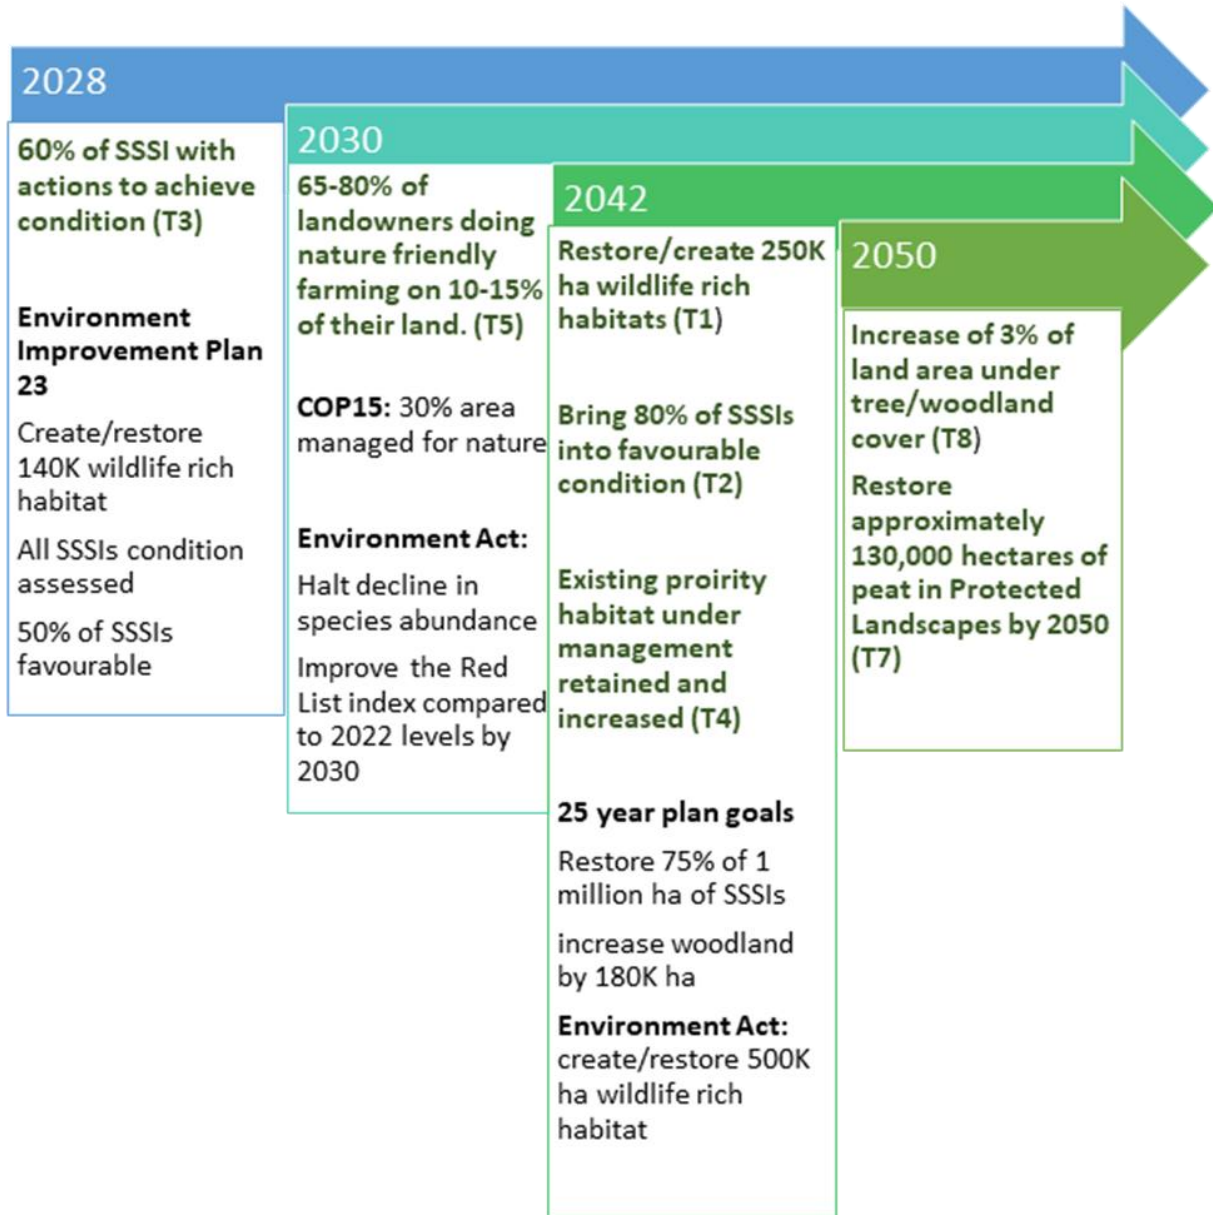 2028
60% of SSSI with
actions to achieve
condition (T3)
Environment
Improvement Plan
23
Create/restore
140K wildlife rich
habitat
All SSSIs condition
assessed
50% of SSSIs
favourable
2030
65-80% of
landowners doing
nature friendly
farming on 10-15%
of their land. (T5)
COP15: 30% area
managed for nature
Environment Act:
Halt decline in
species abundance
Improve the Red
List index compared
to 2022 levels by
2030
2042
Restore/create 250K
ha wildlife rich
habitats (T1)
Bring 80% of SSSIs
into favourable
condition (T2)
Existing proirity
habitat under
management
retained and
increased (T4)
25 year plan goals
Restore 75% of 1
million ha of SSSIs
increase woodland
by 180K ha
Environment Act:
create/restore 500K
ha wildlife rich
habitat
2050
Increase of 3% of
land area under
tree/woodland
cover (T8)
Restore
approximately
130,000 hectares of
peat in Protected
Landscapes by 2050
(T7)